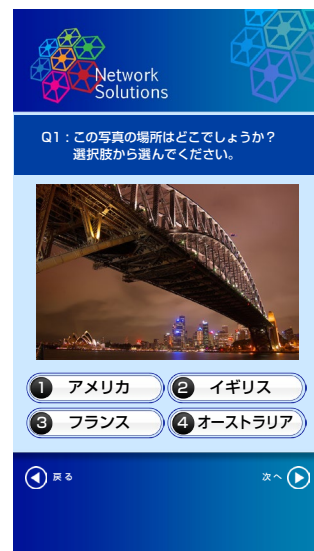 Network
Solutions
Q1:この写真の場所はどこでしょうか？
選択肢から選んでください。
1 アメリカ
2 イギリス
3 フランス
4 オーストラリア
戻る
次へ